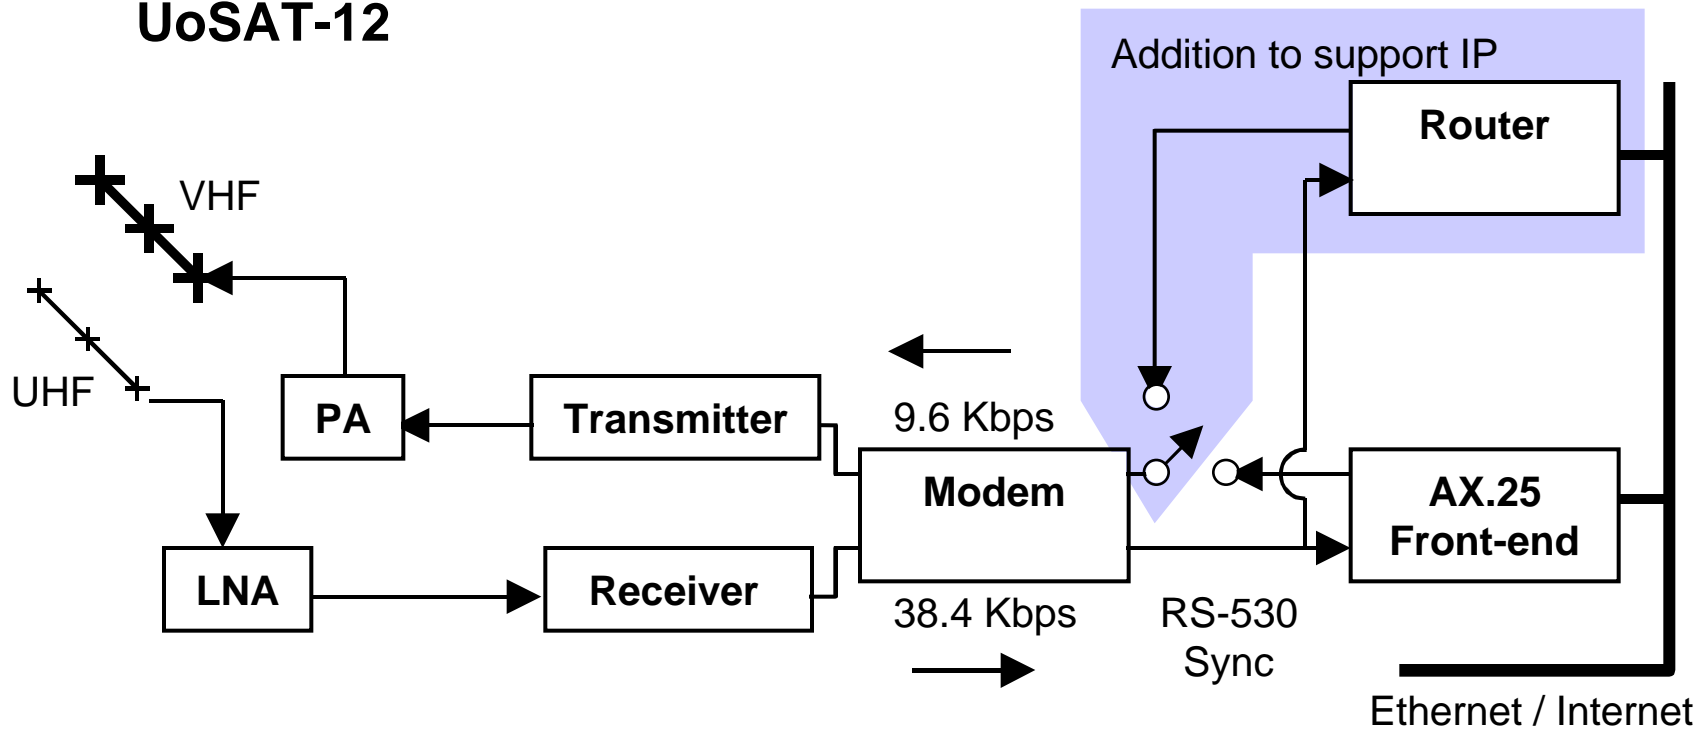 UoSAT-12
Addition to support IP
Router
VHF
UHF
PA
Transmitter
9.6 Kbps
Modem
AX.25
Front-end
LNA
Receiver
38.4 Kbps
RS-530
Sync
Ethernet / Internet